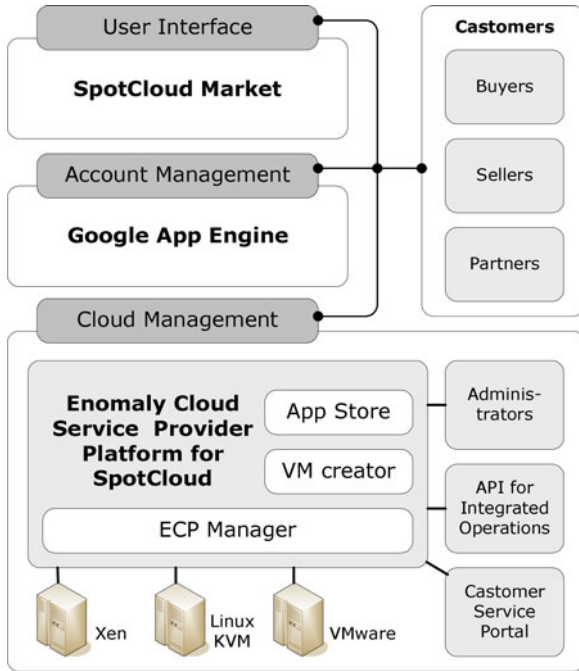 User Interface
SpotCloud Market
Account Management
Google App Engine
Castomers
Buyers
Sellers
Partners
Cloud Management
Enomaly Cloud
Service Provider
Platform for
SpotCloud
App Store
VM creator
ECP Manager
Xen
Linux
KVM
VMware
Adminis-
trators
API for
Integrated
Operations
Castomer
Service
Portal